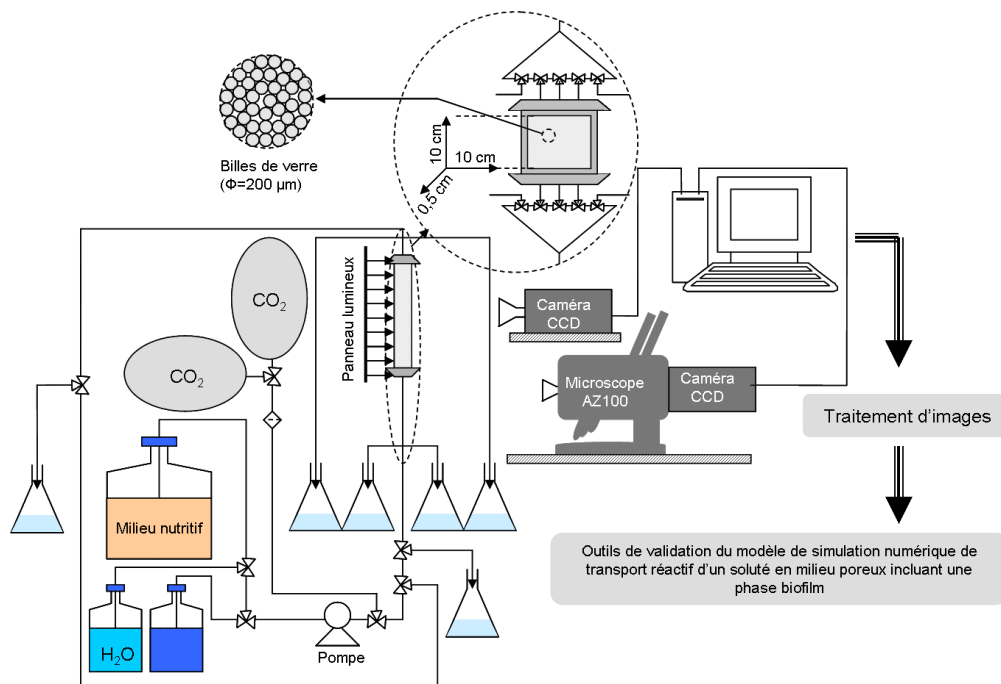 Billes de verre
(Φ=200 µm)
10 cm
10 cm
0,5 cm
Panneau lumineux
CO2
CO2
Caméra
CCD
Microscope
AZ100
Caméra
CCD
Traitement d'images
Milieu nutritif
H2O
Pompe
Outils de validation du modèle de simulation numérique de
transport réactif d'un soluté en milieu poreux incluant une
phase biofilm